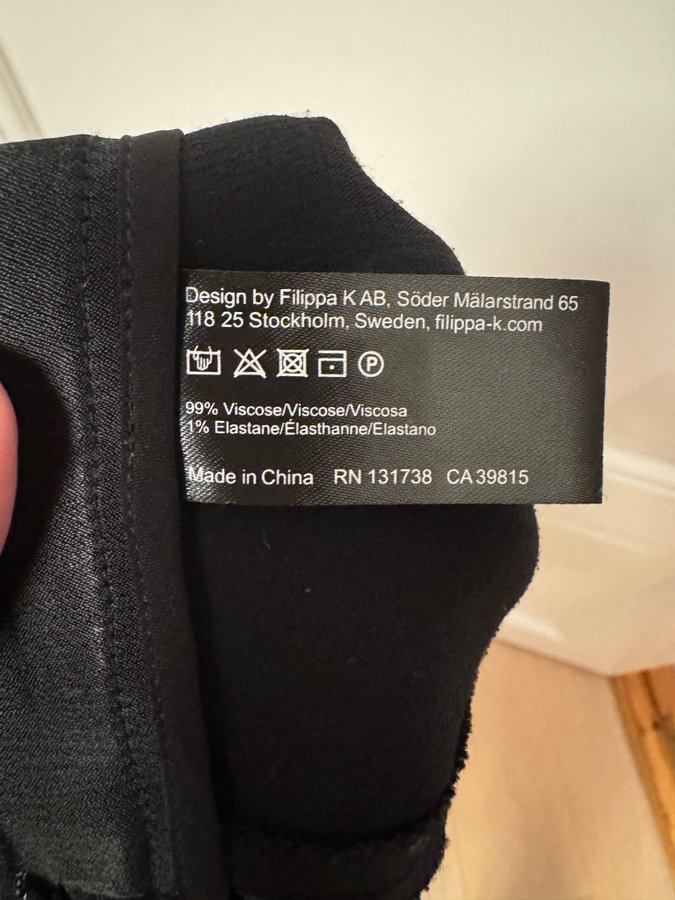 Design by Filippa K AB, Söder Mälarstrand 65
118 25 Stockholm, Sweden, filippa-k.com
P
99% Viscose/Viscose/Viscosa
1% Elastane/Élasthanne/Elastano
Made in China RN 131738 CA 39815